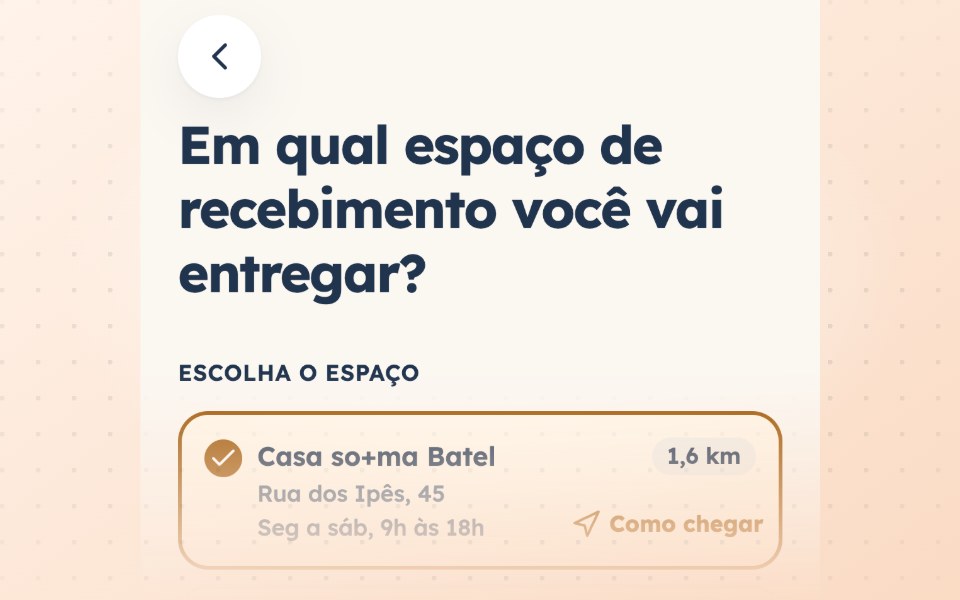 Em qual espaço de
recebimento você vai
entregar?
ESCOLHA O ESPAÇO
Casa so+ma Batel
1,6 km
Rua dos Ipês, 45
Seg a sáb, 9h às 18h
Como chegar